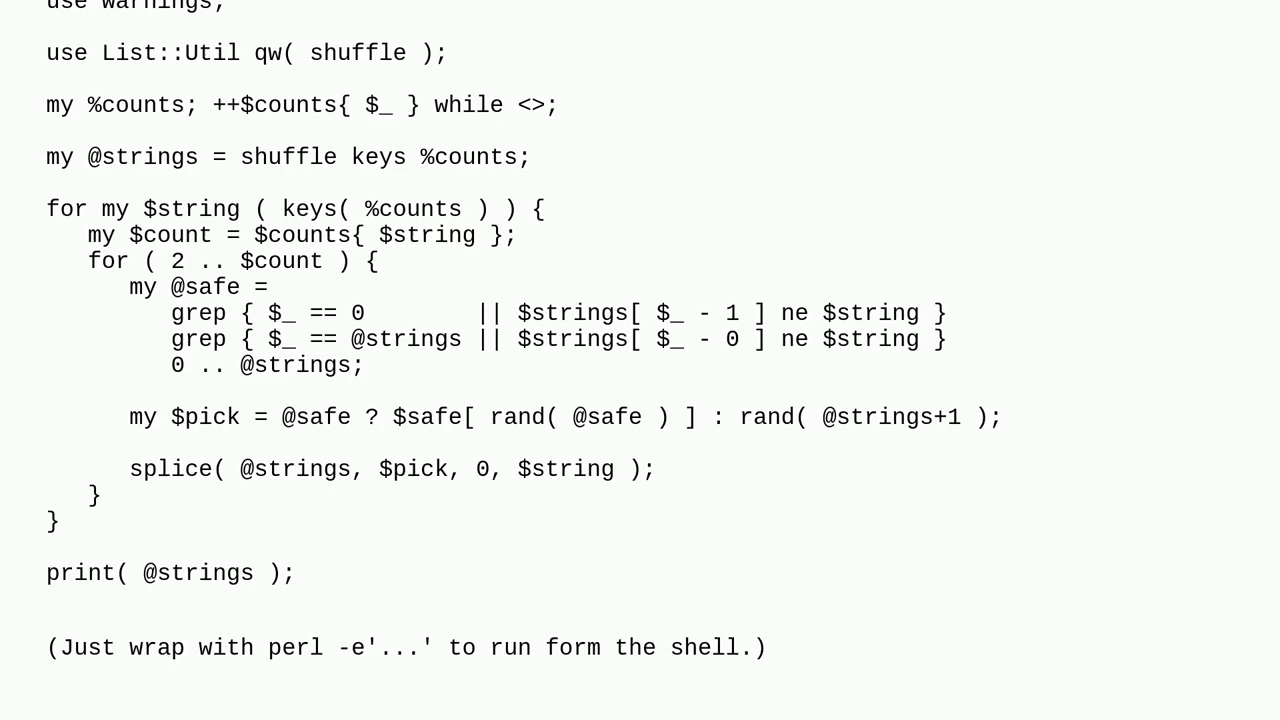 use warnings;
use List::Util qw( shuffle );
my %counts; ++$counts{ $_ } while <>;
my @strings = shuffle keys %counts;
for my $string ( keys( %counts ) ) {
   my $count = $counts{ $string };
   for ( 2 .. $count ) {
      my @safe =
         grep { $_ == 0        || $strings[ $_ - 1 ] ne $string }
         grep { $_ == @strings || $strings[ $_ - 0 ] ne $string }
         0 .. @strings;
      my $pick = @safe ? $safe[ rand( @safe ) ] : rand( @strings+1 );
      splice( @strings, $pick, 0, $string );
   }
}
print( @strings );
(Just wrap with perl -e'...' to run form the shell.)